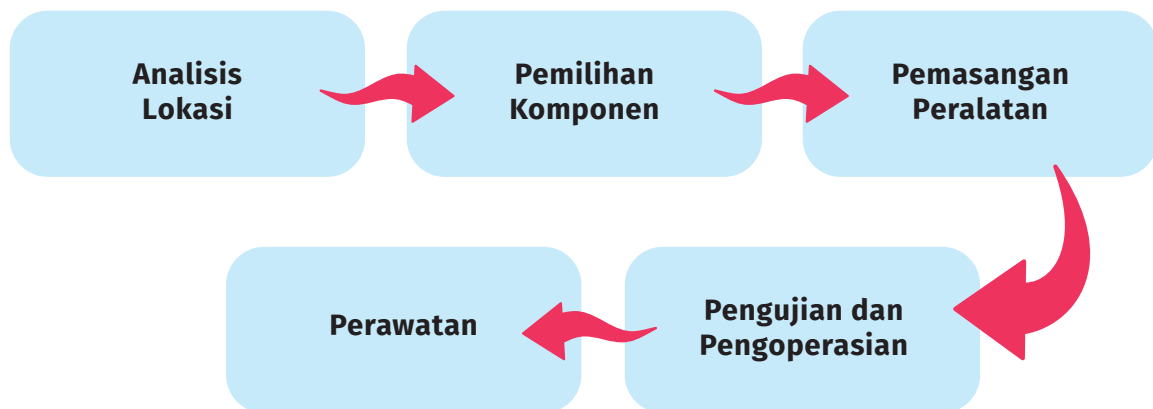 Analisis
Lokasi
Pemilihan
Komponen
Pemasangan
Peralatan
Pengujian dan
Pengoperasian
Perawatan